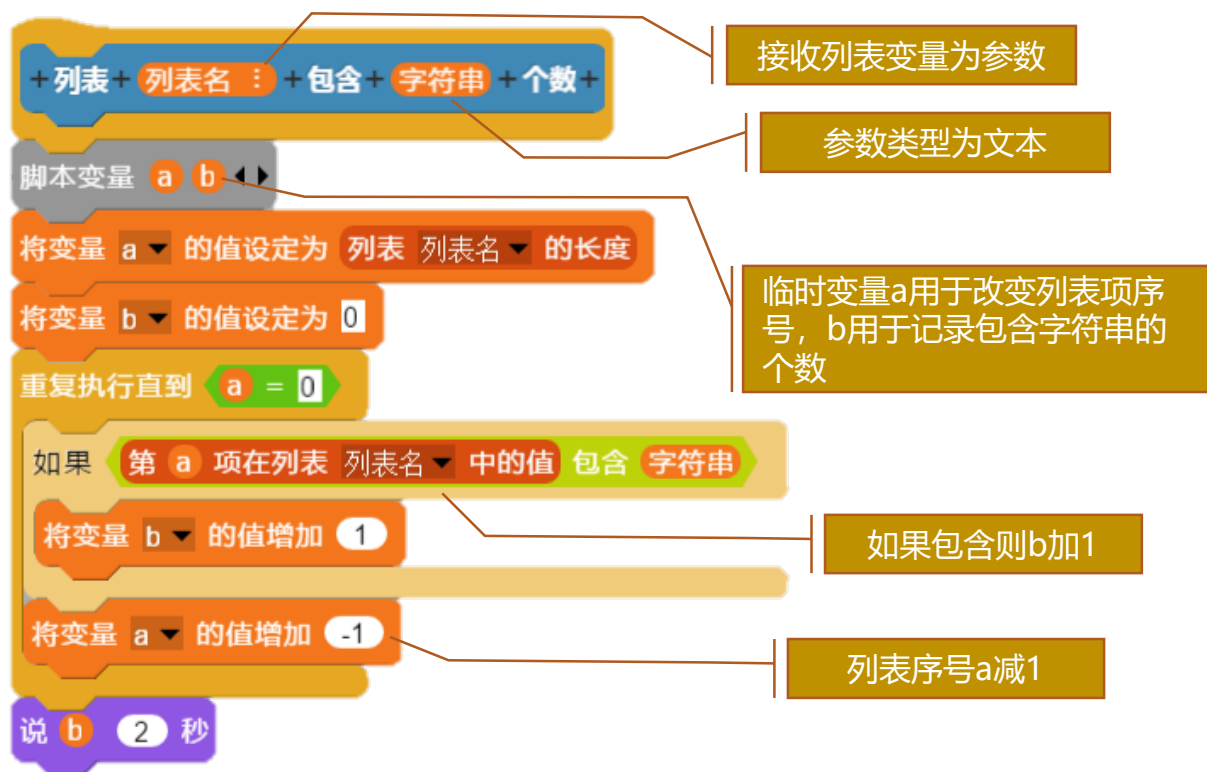 +列表+ 列表名 ⋮ +包含+ 字符串 +个数+
接收列表变量为参数
参数类型为文本
脚本变量 a b
将变量 a 的值设定为 列表 列表名 的长度
将变量 b 的值设定为 0
临时变量a用于改变列表项序
号，b用于记录包含字符串的
个数
重复执行直到 a = 0
如果 第 a 项在列表 列表名 中的值 包含 字符串
将变量 b 的值增加 1
如果包含则b加1
将变量 a 的值增加 -1
列表序号a减1
说 b 2 秒